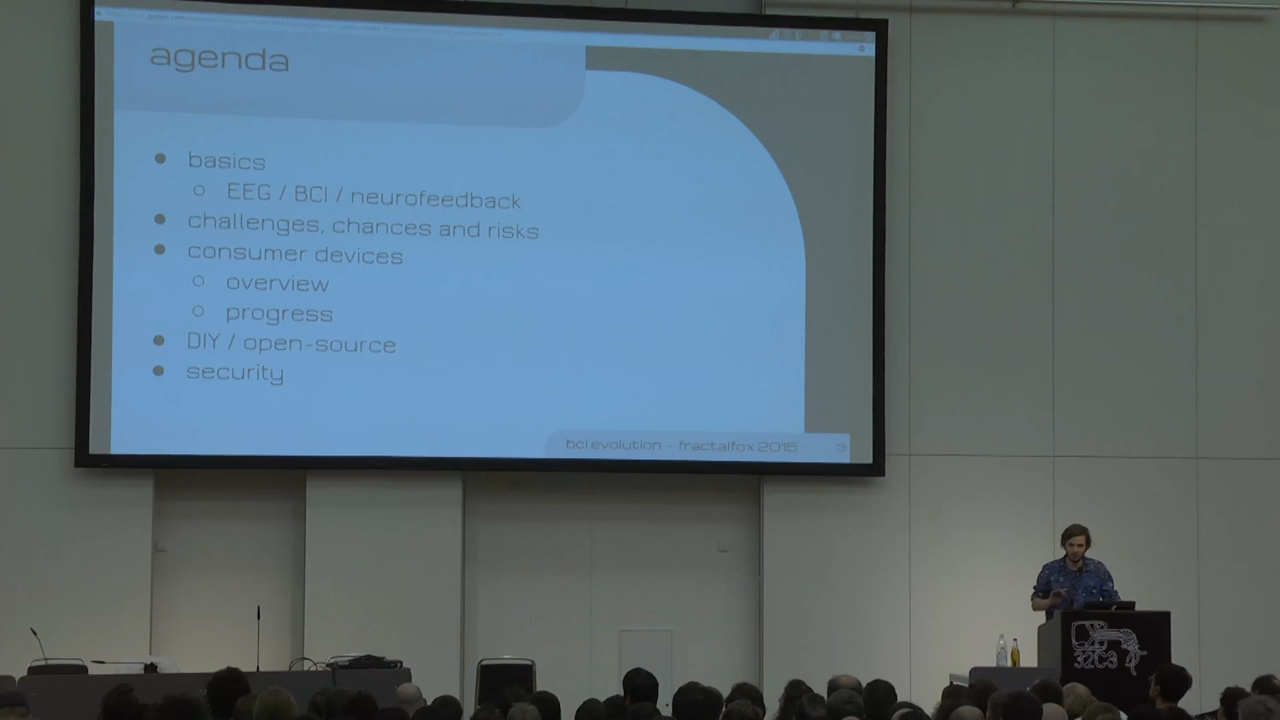 agenda
basics
EEG / BCI / neurofeedback
challenges, chances and risks
consumer devices
overview
progress
DIY / open-source
security
bci evolution - fractalfox 2015 3
32C3